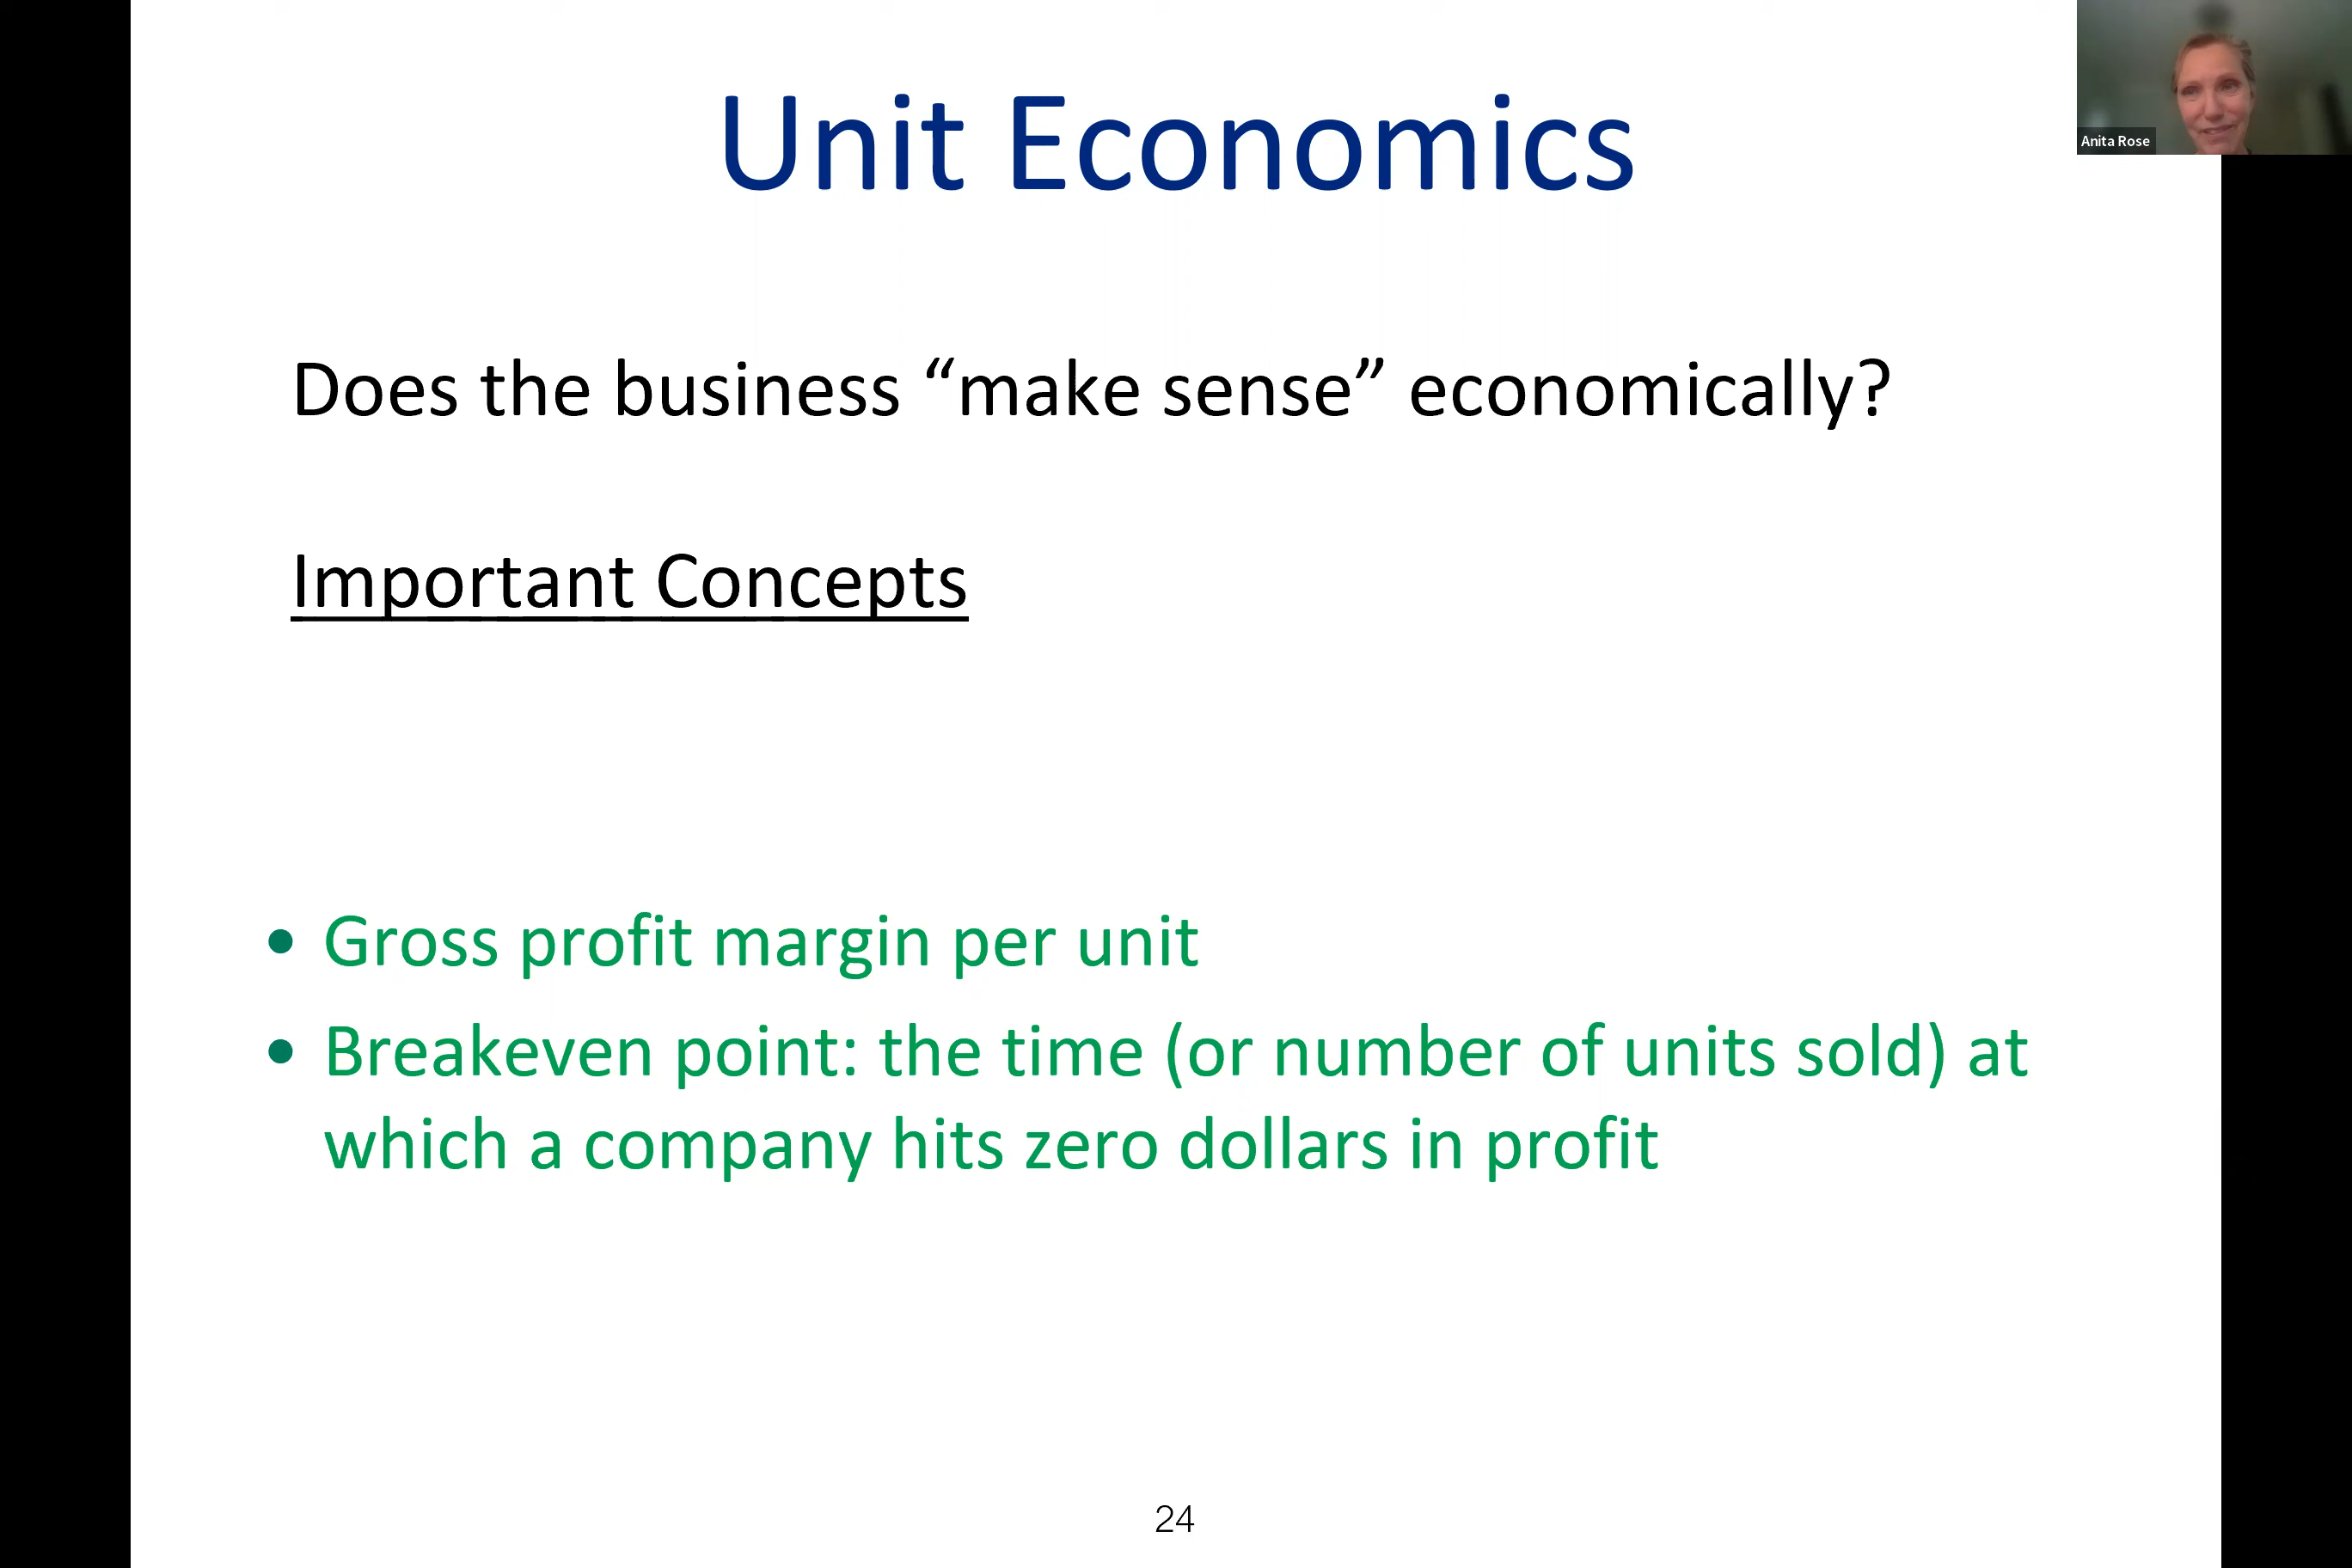 Unit Economics
Anita Rose
Does the business “make sense” economically?
Important Concepts
• Gross profit margin per unit
• Breakeven point: the time (or number of units sold) at
which a company hits zero dollars in profit
24